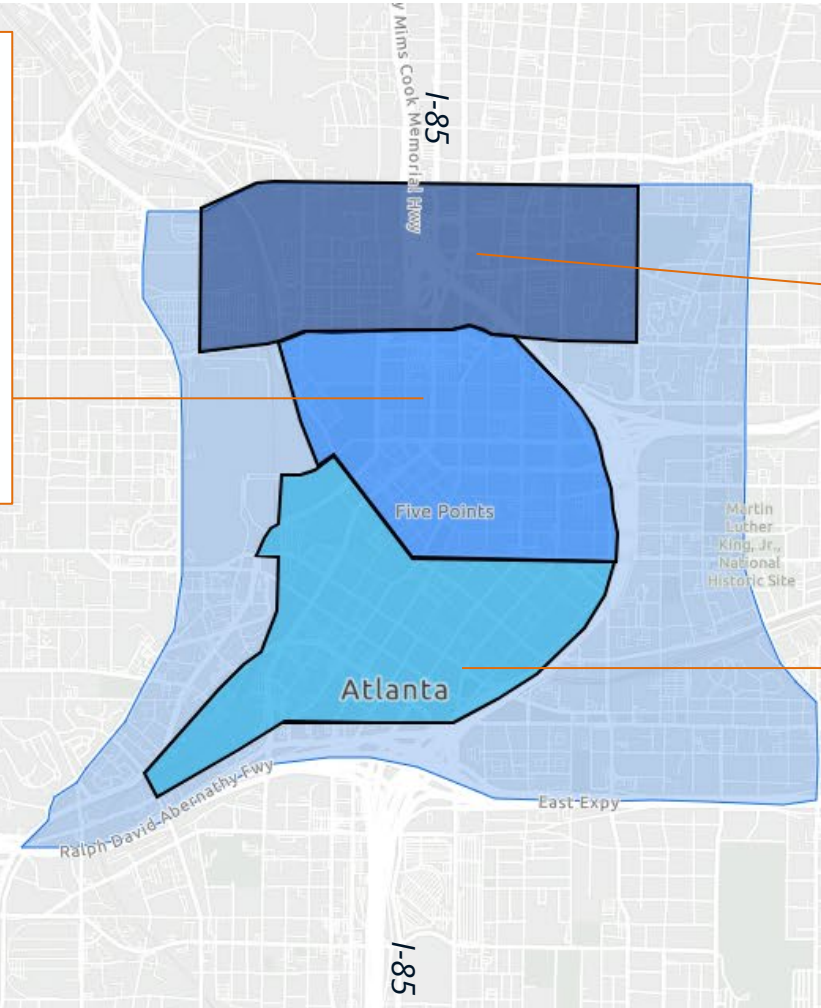 y Mims Cook Memorial Hwy
I-85
Five Points
Martin
Luther
King, Jr.,
National
Historic Site
Atlanta
Ralph David Abernathy Fwy
East Expy
I-85